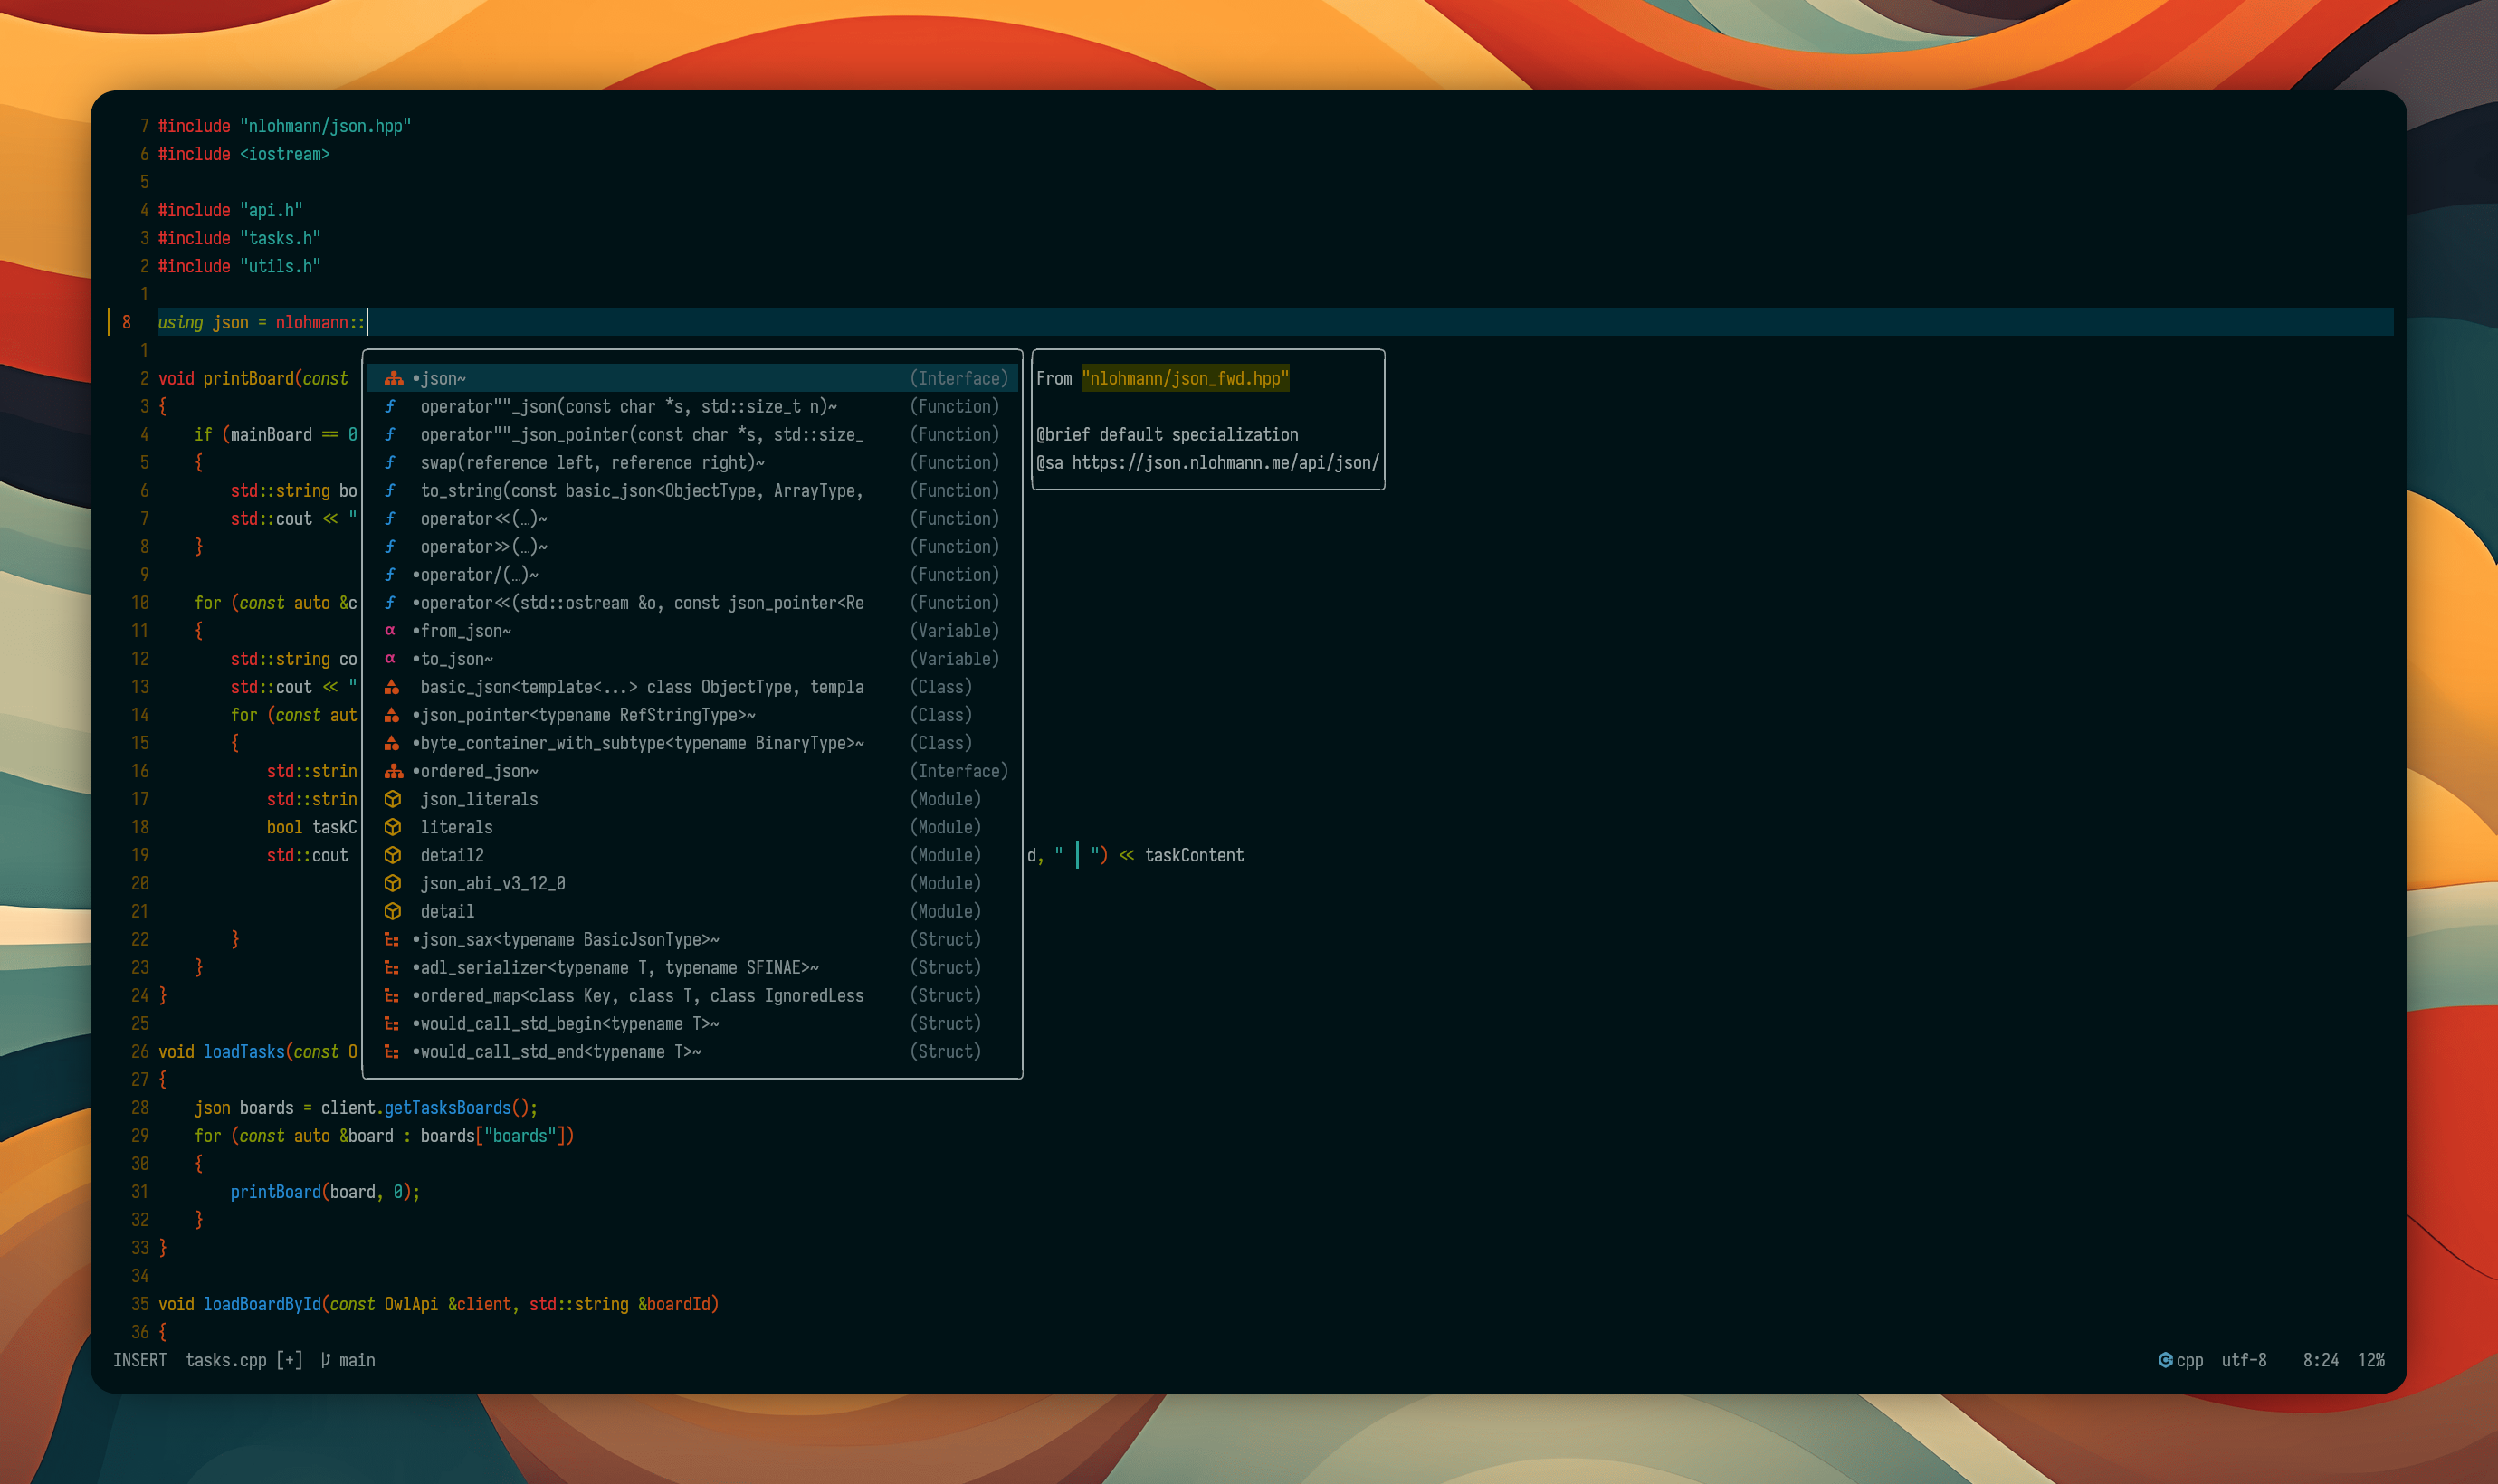 7 #include "nlohmann/json.hpp"
6 #include <iostream>
5
4 #include "api.h"
3 #include "tasks.h"
2 #include "utils.h"
1
8 using json = nlohmann::
1
2 void printBoard(const
3 {
4 if (mainBoard == 0
5 {
6 std::string bo
7 std::cout << "
8 }
9
10 for (const auto &c
11 {
12 std::string co
13 std::cout << "
14 for (const aut
15 {
16 std::strin
17 std::strin
18 bool taskC
19 std::cout d, " | ") << taskContent
20
21
22 }
23 }
24 }
25
26 void loadTasks(const O
27 {
28 json boards = client.getTasksBoards();
29 for (const auto &board : boards["boards"])
30 {
31 printBoard(board, 0);
32 }
33 }
34
35 void loadBoardById(const OwlApi &client, std::string &boardId)
36 {
•json~ (Interface)
operator""_json(const char *s, std::size_t n)~ (Function)
operator""_json_pointer(const char *s, std::size_ (Function)
swap(reference left, reference right)~ (Function)
to_string(const basic_json<ObjectType, ArrayType, (Function)
operator<<(…)~ (Function)
operator>>(…)~ (Function)
•operator/(…)~ (Function)
•operator<<(std::ostream &o, const json_pointer<Re (Function)
•from_json~ (Variable)
•to_json~ (Variable)
basic_json<template<...> class ObjectType, templa (Class)
•json_pointer<typename RefStringType>~ (Class)
•byte_container_with_subtype<typename BinaryType>~ (Class)
•ordered_json~ (Interface)
json_literals (Module)
literals (Module)
detail2 (Module)
json_abi_v3_12_0 (Module)
detail (Module)
•json_sax<typename BasicJsonType>~ (Struct)
•adl_serializer<typename T, typename SFINAE>~ (Struct)
•ordered_map<class Key, class T, class IgnoredLess (Struct)
•would_call_std_begin<typename T>~ (Struct)
•would_call_std_end<typename T>~ (Struct)
From "nlohmann/json_fwd.hpp"
@brief default specialization
@sa https://json.nlohmann.me/api/json/
INSERT tasks.cpp [+] main cpp utf-8 8:24 12%